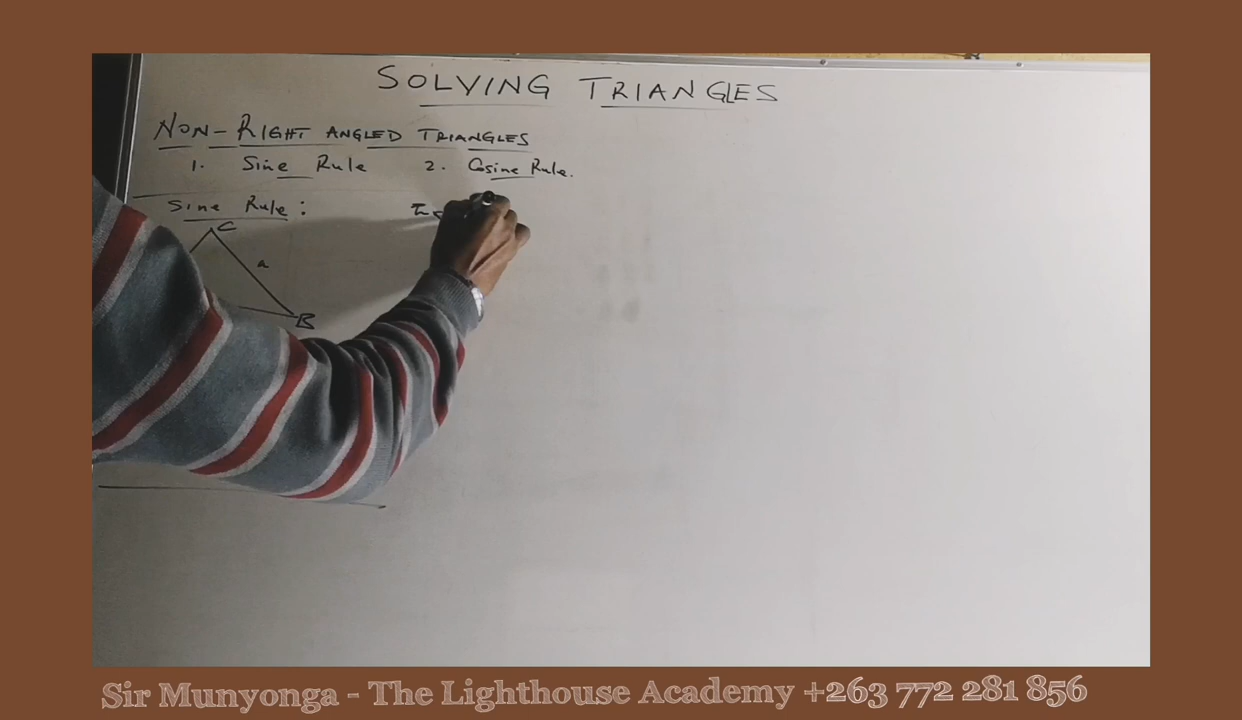 SOLVING TRIANGLES
NON-RIGHT ANGLED TRIANGLES
1. Sine Rule 2. Cosine Rule.
Sine Rule:
C
a
B
Sir Munyonga - The Lighthouse Academy +263 772 281 856